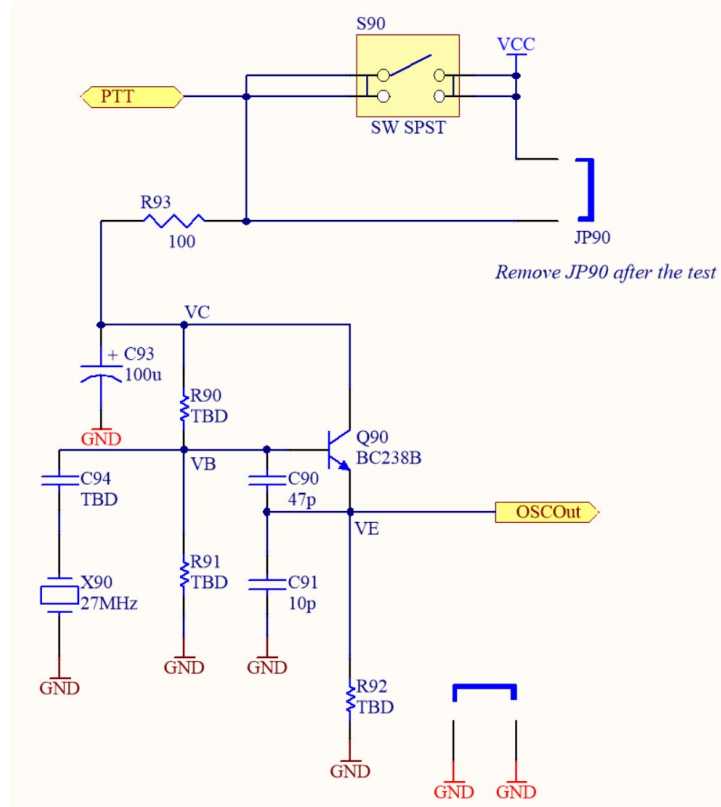 S90
VCC
PTT
SW SPST
R93
100
JP90
Remove JP90 after the test
VC
+ C93
100u
R90
TBD
GND
Q90
BC238B
VB
C94
TBD
C90
47p
OSCOut
VE
X90
27MHz
R91
TBD
C91
10p
GND
GND
GND
R92
TBD
GND
GND
GND